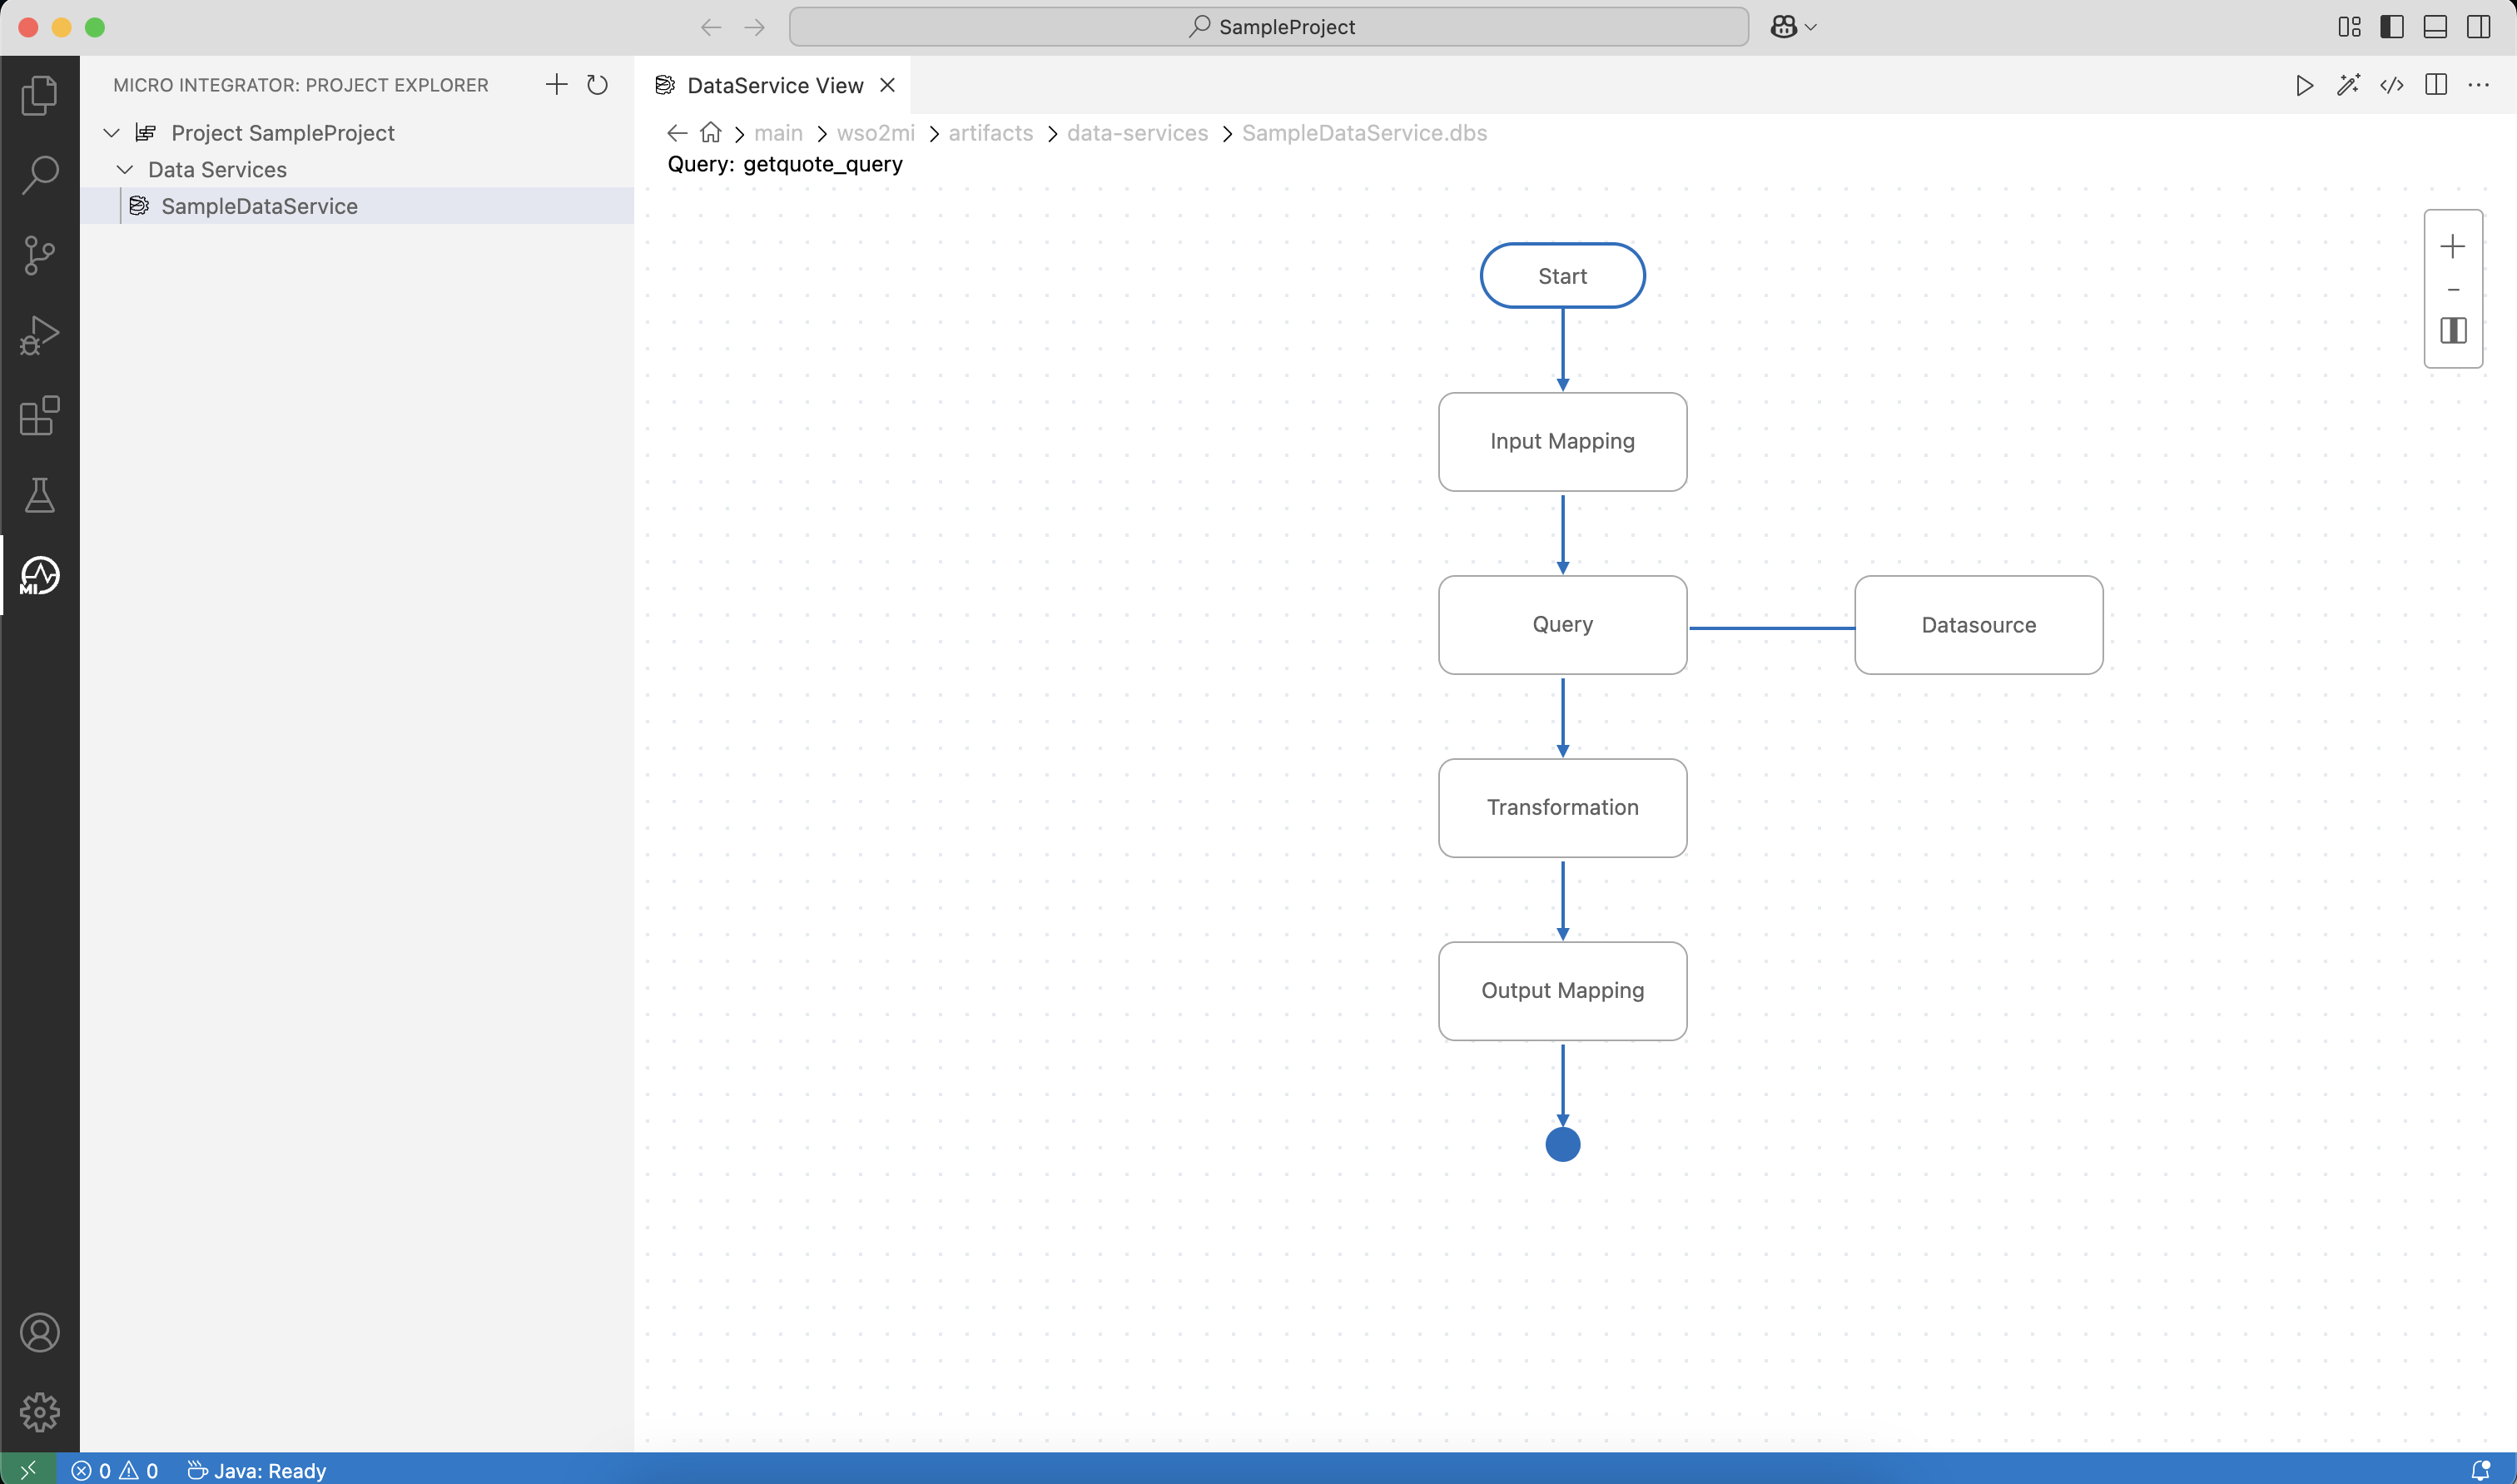 SampleProject
MICRO INTEGRATOR: PROJECT EXPLORER
Project SampleProject
Data Services
SampleDataService
DataService View
main > wso2mi > artifacts > data-services > SampleDataService.dbs
Query: getquote_query
Start
Input Mapping
Query
Datasource
Transformation
Output Mapping
MI
0 0 Java: Ready